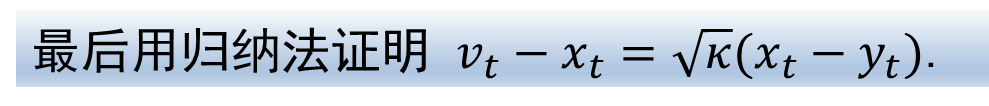 最后用归纳法证明 $v_t - x_t = \sqrt{\kappa}(x_t - y_t).$